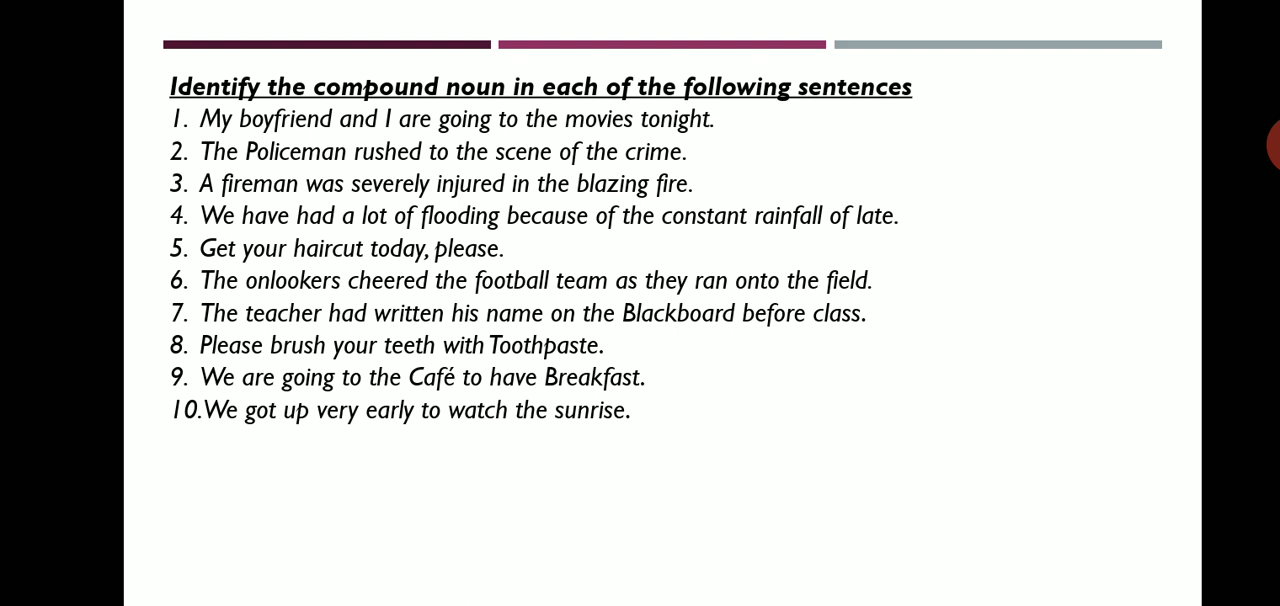 Identify the compound noun in each of the following sentences
1. My boyfriend and I are going to the movies tonight.
2. The Policeman rushed to the scene of the crime.
3. A fireman was severely injured in the blazing fire.
4. We have had a lot of flooding because of the constant rainfall of late.
5. Get your haircut today, please.
6. The onlookers cheered the football team as they ran onto the field.
7. The teacher had written his name on the Blackboard before class.
8. Please brush your teeth with Toothpaste.
9. We are going to the Café to have Breakfast.
10.We got up very early to watch the sunrise.